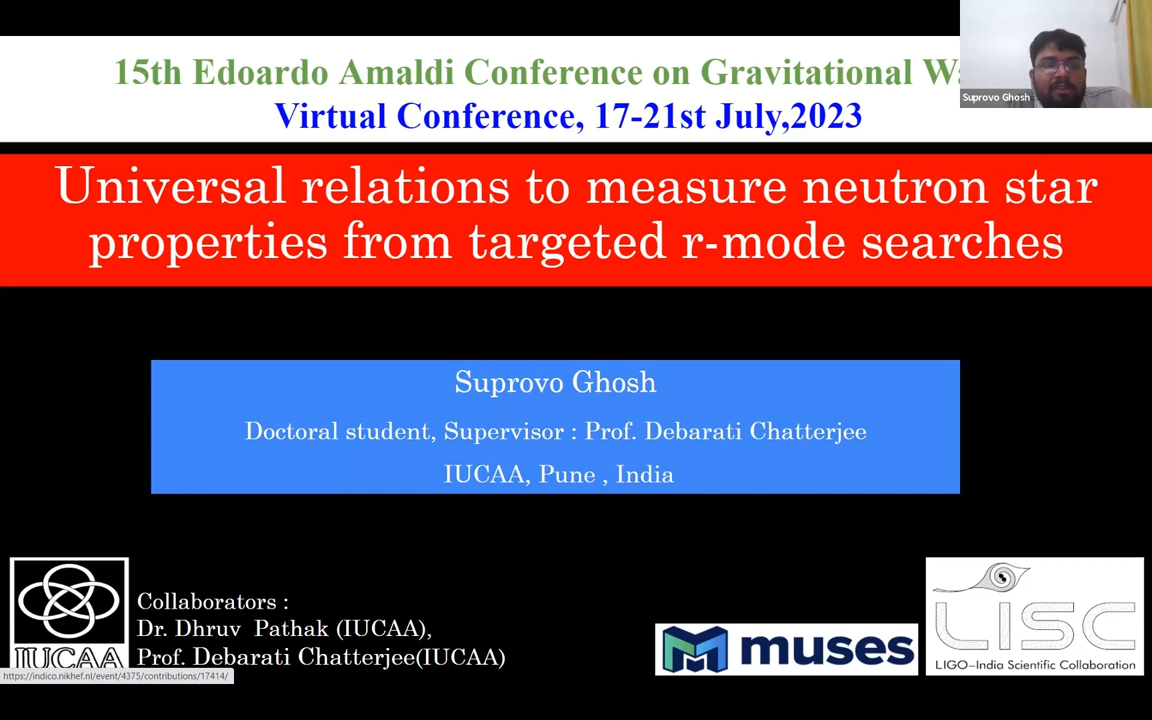 15th Edoardo Amaldi Conference on Gravitational
Suprovo Ghosh
Virtual Conference, 17-21st July,2023
Universal relations to measure neutron star
properties from targeted r-mode searches
Suprovo Ghosh
Doctoral student, Supervisor : Prof. Debarati Chatterjee
IUCAA, Pune , India
IUCAA
Collaborators :
Dr. Dhruv Pathak (IUCAA),
Prof. Debarati Chatterjee(IUCAA)
https://indico.nikhef.nl/event/4375/contributions/17414/
muses
LISC
LIGO-India Scientific Collaboration